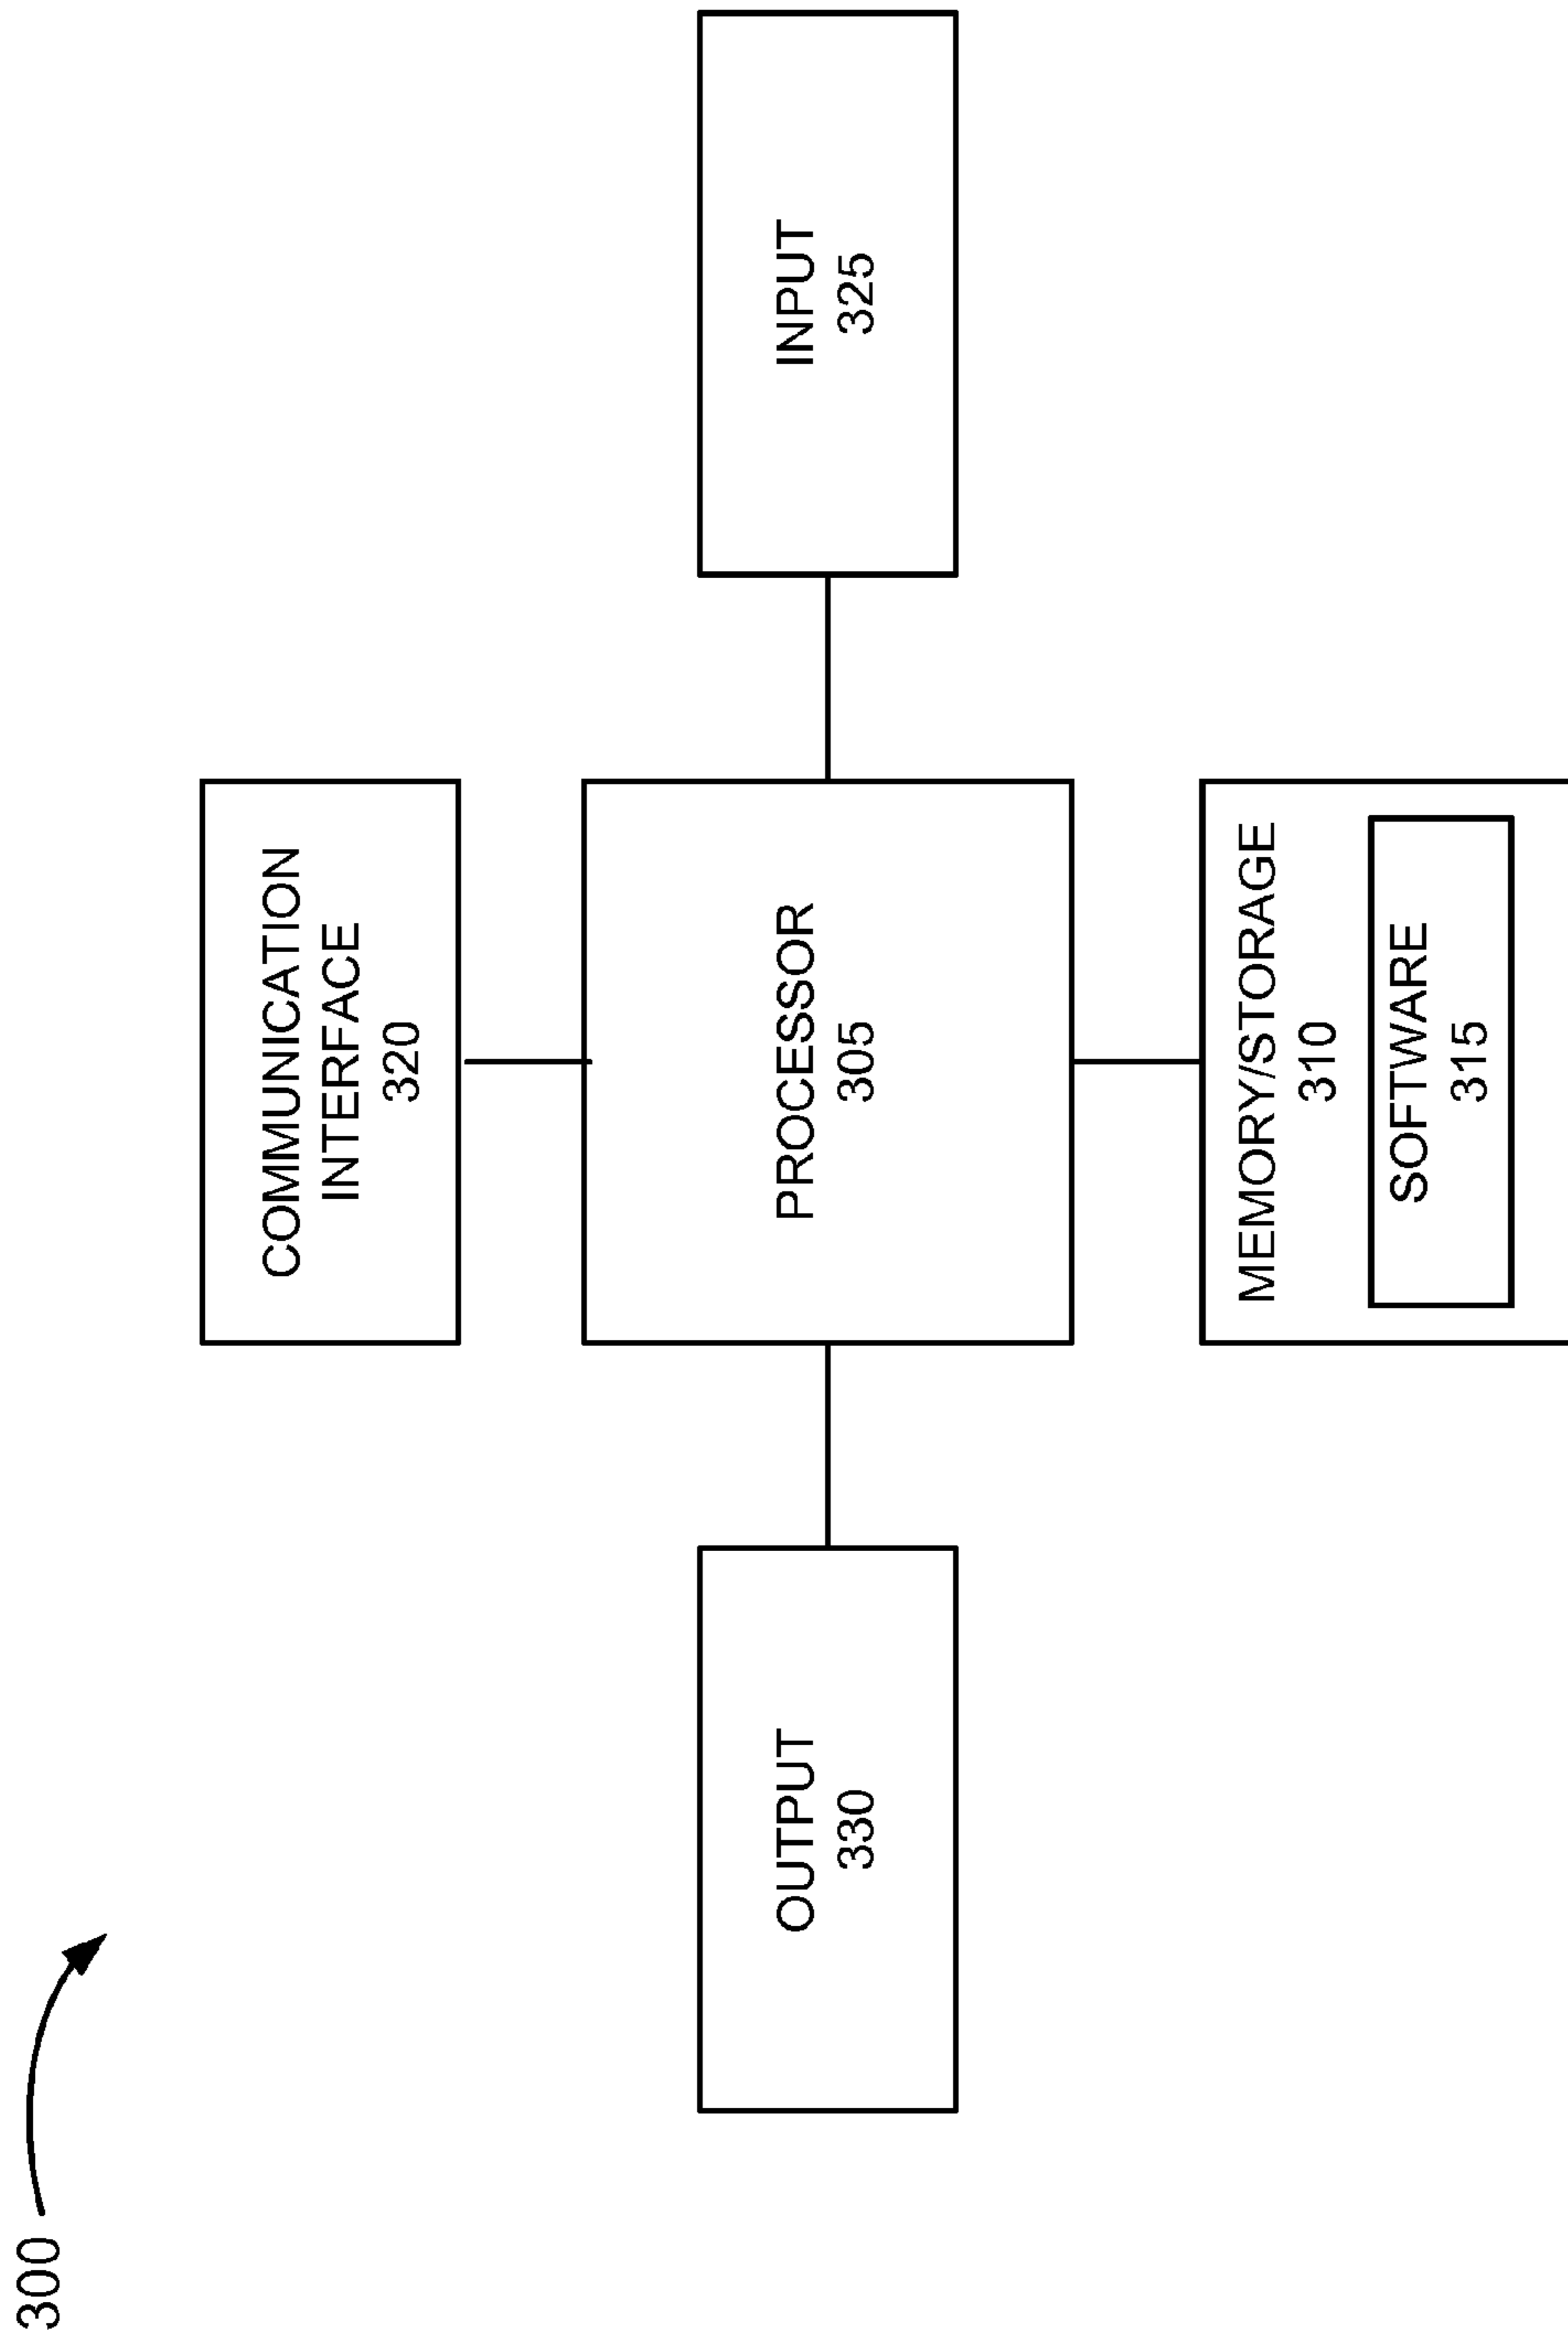 300
COMMUNICATION
INTERFACE
320
OUTPUT
330
PROCESSOR
305
INPUT
325
MEMORY/STORAGE
310
SOFTWARE
315